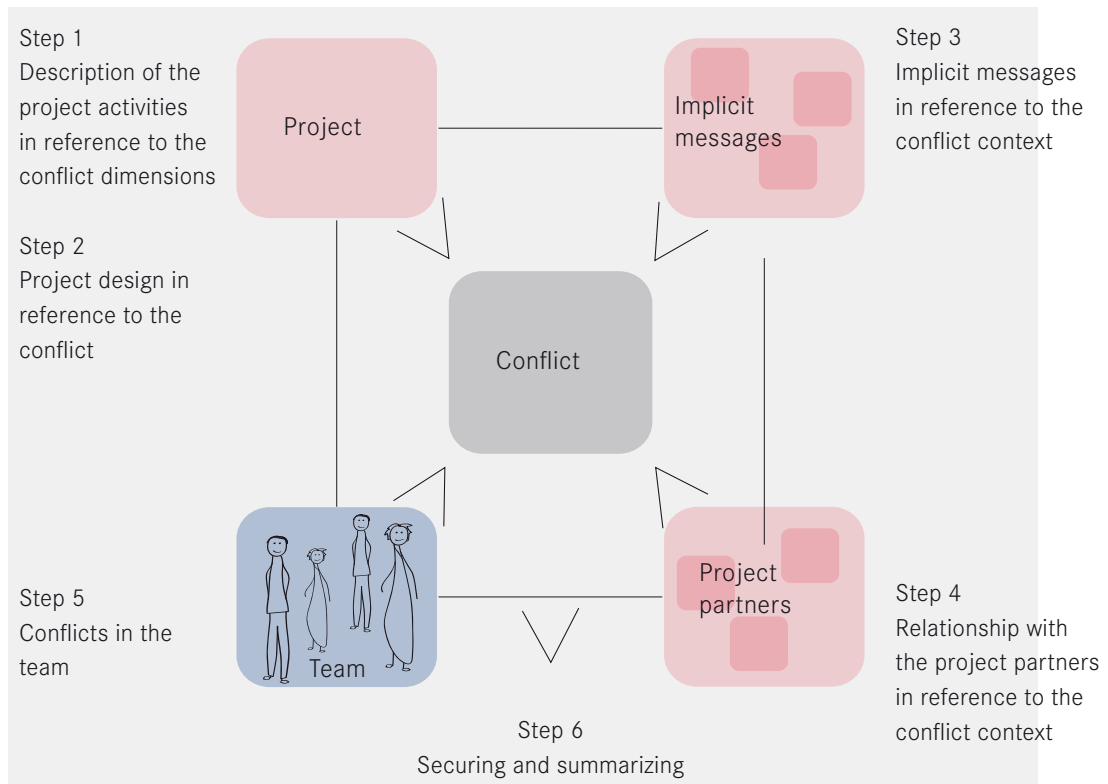 Step 1
Description of the
project activities
in reference to the
conflict dimensions
Project
Implicit
messages
Step 3
Implicit messages
in reference to the
conflict context
Step 2
Project design in
reference to the
conflict
Conflict
Step 5
Conflicts in the
team
Team
Project
partners
Step 4
Relationship with
the project partners
in reference to the
conflict context
Step 6
Securing and summarizing